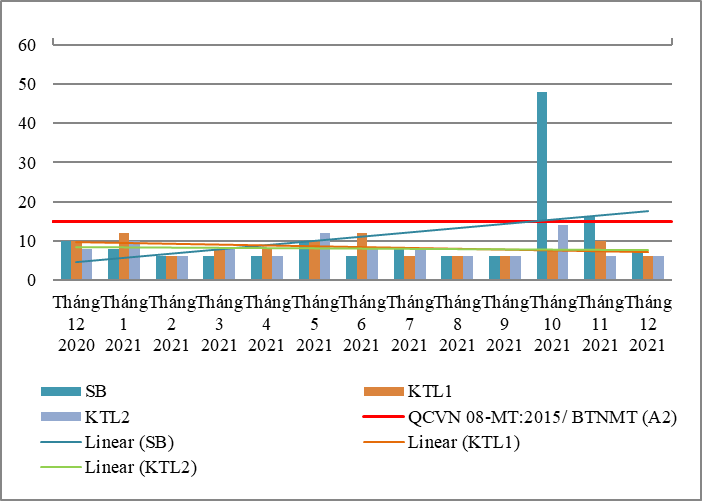 60
50
40
30
20
10
0
Tháng Tháng Tháng Tháng Tháng Tháng Tháng Tháng Tháng Tháng Tháng Tháng Tháng
12 1 2 3 4 5 6 7 8 9 10 11 12
2020 2021 2021 2021 2021 2021 2021 2021 2021 2021 2021 2021 2021
SB KTL1
KTL2 QCVN 08-MT:2015/ BTNMT (A2)
Linear (SB) Linear (KTL1)
Linear (KTL2)